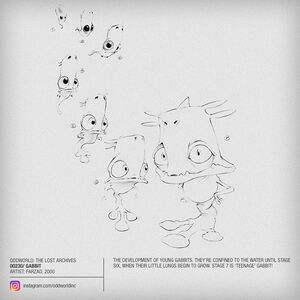 ODDWORLD: THE LOST ARCHIVES
00230/ GABBIT
ARTIST: FARZAD, 2000
instagram.com/oddworldinc
THE DEVELOPMENT OF YOUNG GABBITS. THEY'RE CONFINED TO THE WATER UNTIL STAGE
SIX, WHEN THEIR LITTLE LUNGS BEGIN TO GROW. STAGE 7 IS 'TEENAGE' GABBIT!